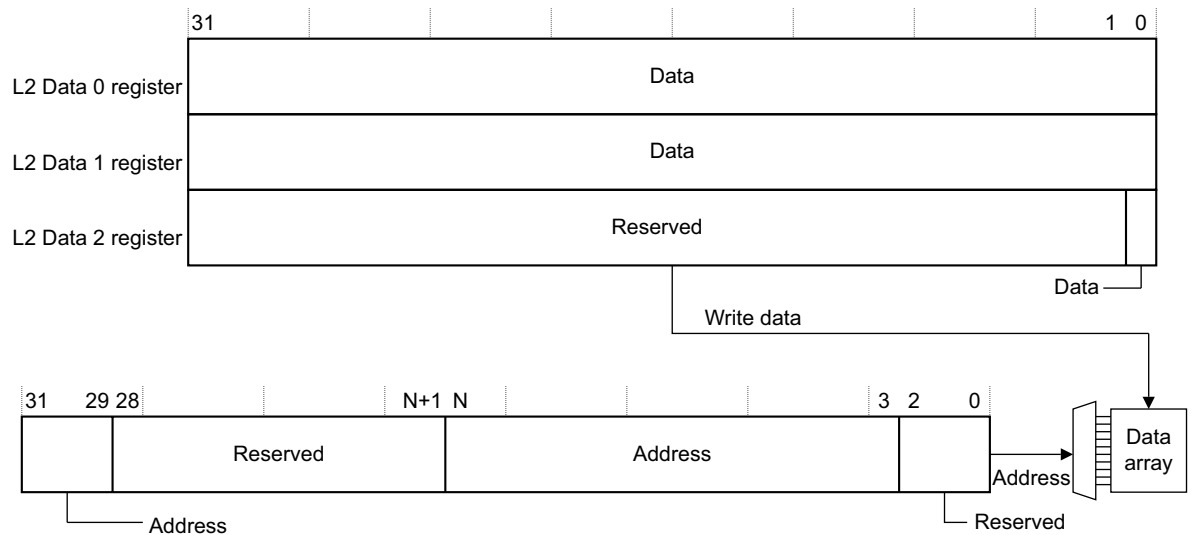 31 1 0
L2 Data 0 register Data
L2 Data 1 register Data
L2 Data 2 register Reserved
Data
Write data
31 29 28 N+1 N 3 2 0
Reserved Address Data
array
Address
Address Reserved